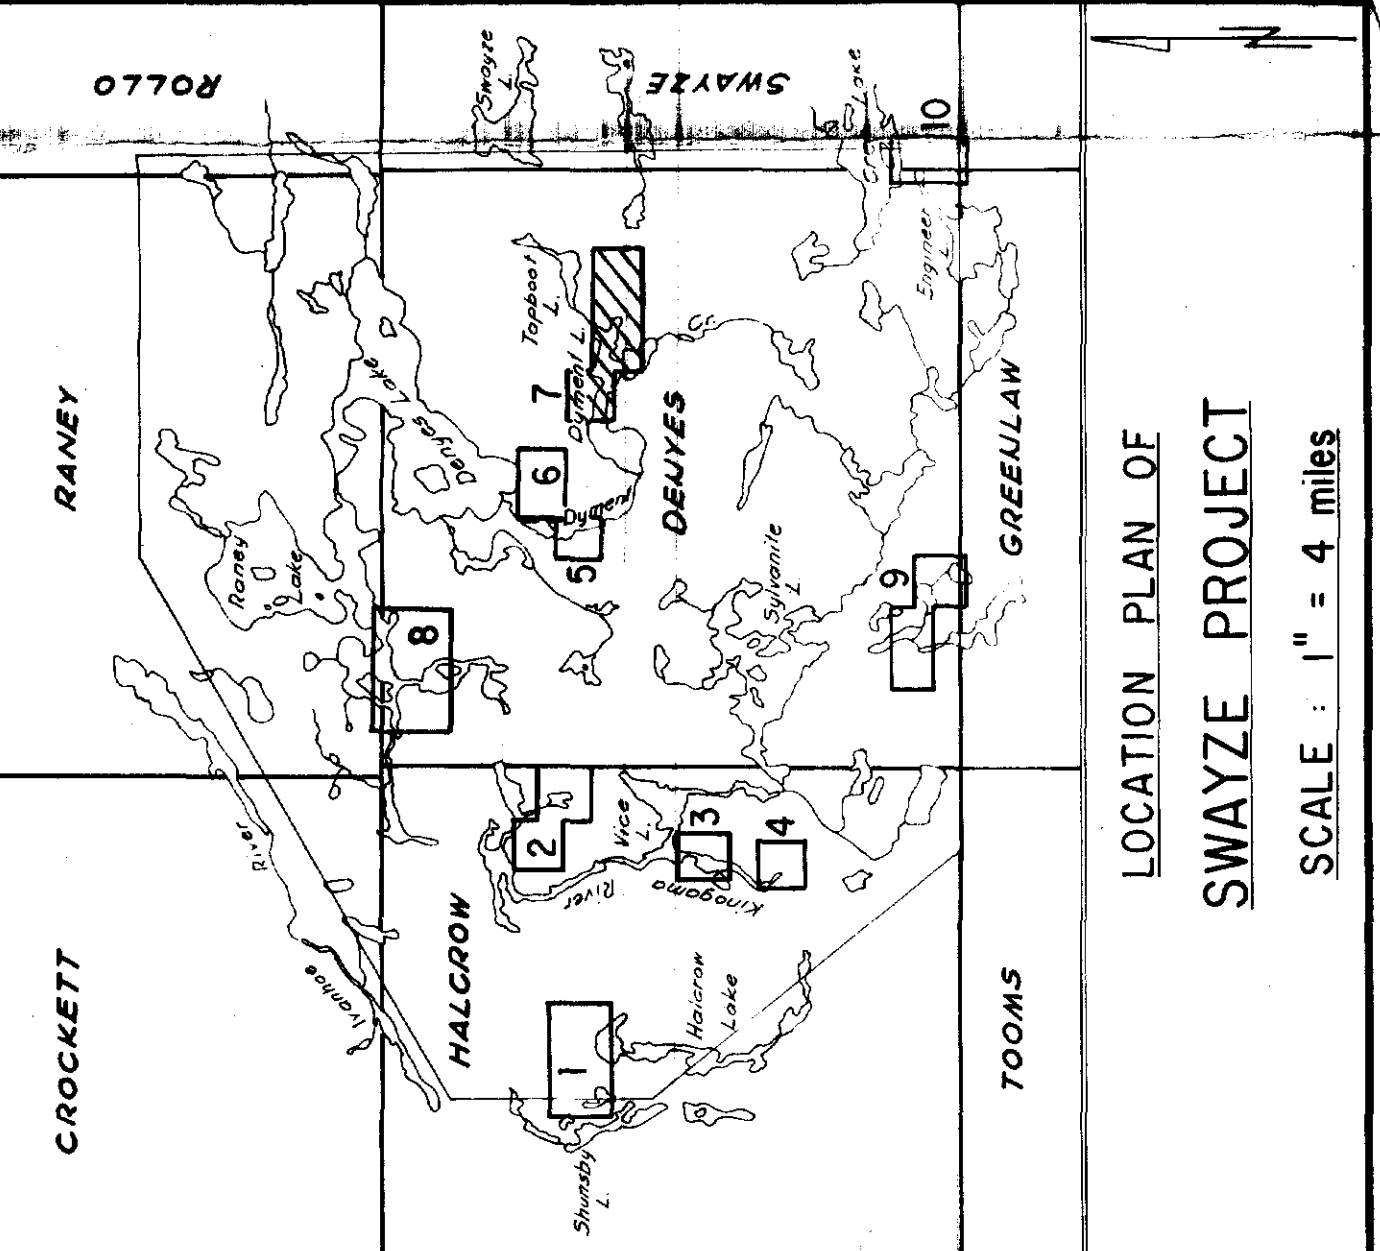 CROCKETT
RANEY
ROLLO
Ivanhoe
River
Raney
Lake
Denyes Lake
Swayze
L.
SWAYZE
HALCROW
Shunsby
L.
1
Halcrow
Lake
2
Vice
L.
River
Kinogama
3
4
8
5
6
Dyment
7
Dyment L.
Topboot
L.
Cr.
DENYES
Sylvanite
L.
9
Engineer
L.
Lake
10
TOOMS
GREENLAW
N
LOCATION PLAN OF
SWAYZE PROJECT
SCALE : 1" = 4 miles